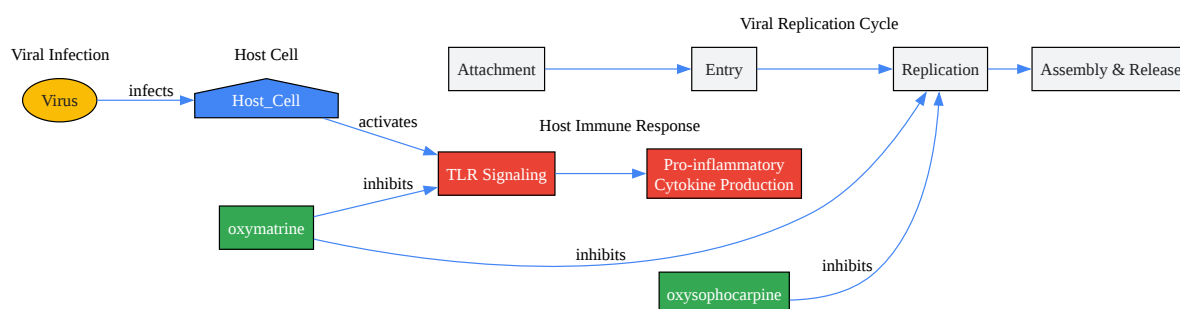 Viral Replication Cycle
Viral Infection
Host Cell
Attachment
Entry
Replication
Assembly & Release
Virus
infects
Host_Cell
activates
Host Immune Response
TLR Signaling
Pro-inflammatory
Cytokine Production
inhibits
oxymatrine
inhibits
inhibits
oxysophocarpine